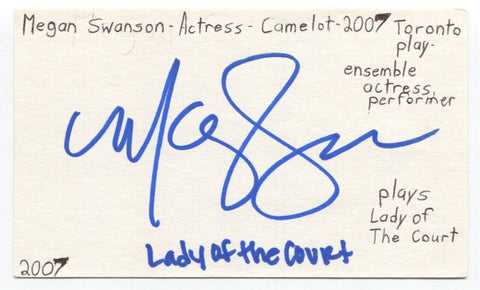 Megan Swanson-Actress-Camelot-2007
Toronto
play-
ensemble
actress,
performer
plays
Lady of
The Court
Lady of the Court
2007